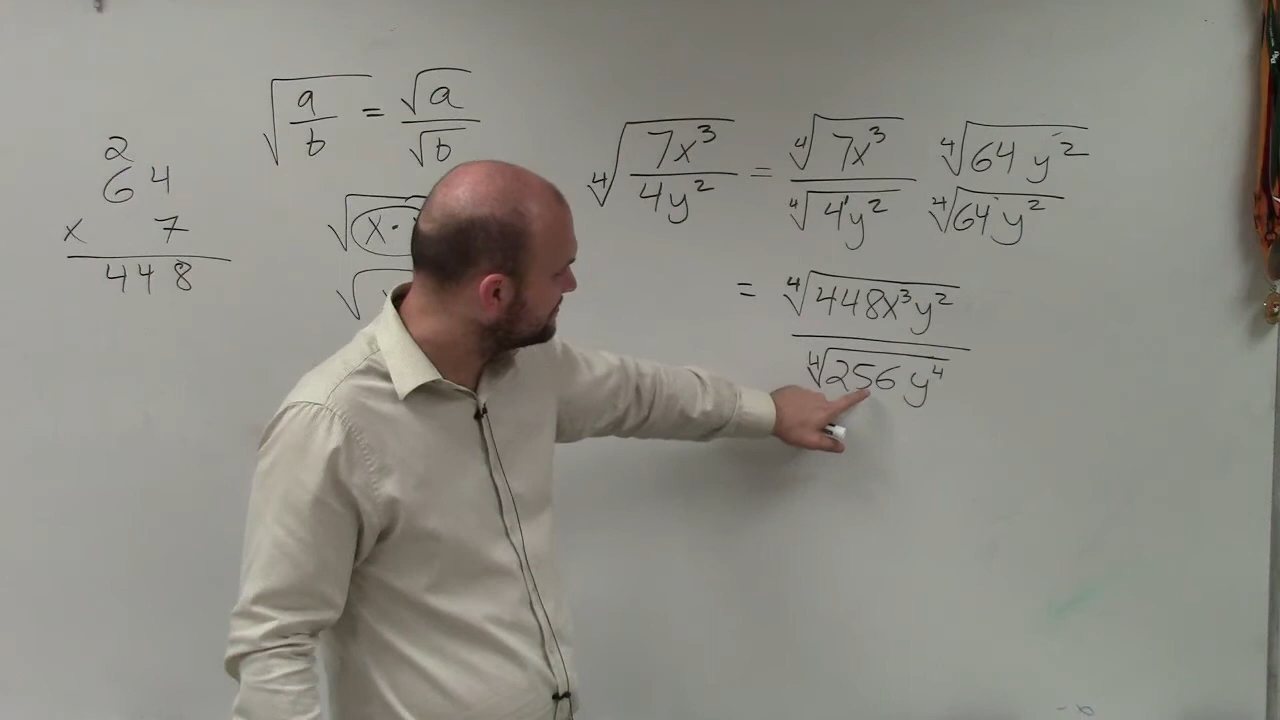 2
64
x 7
448
√(a/b) = √a/√b
√(x ·
√
⁴√(7x³/4y²) = ⁴√(7x³)/⁴√(4y²) ⁴√(64y²)/⁴√(64y²)
= ⁴√(448x³y²)/⁴√(256y⁴)